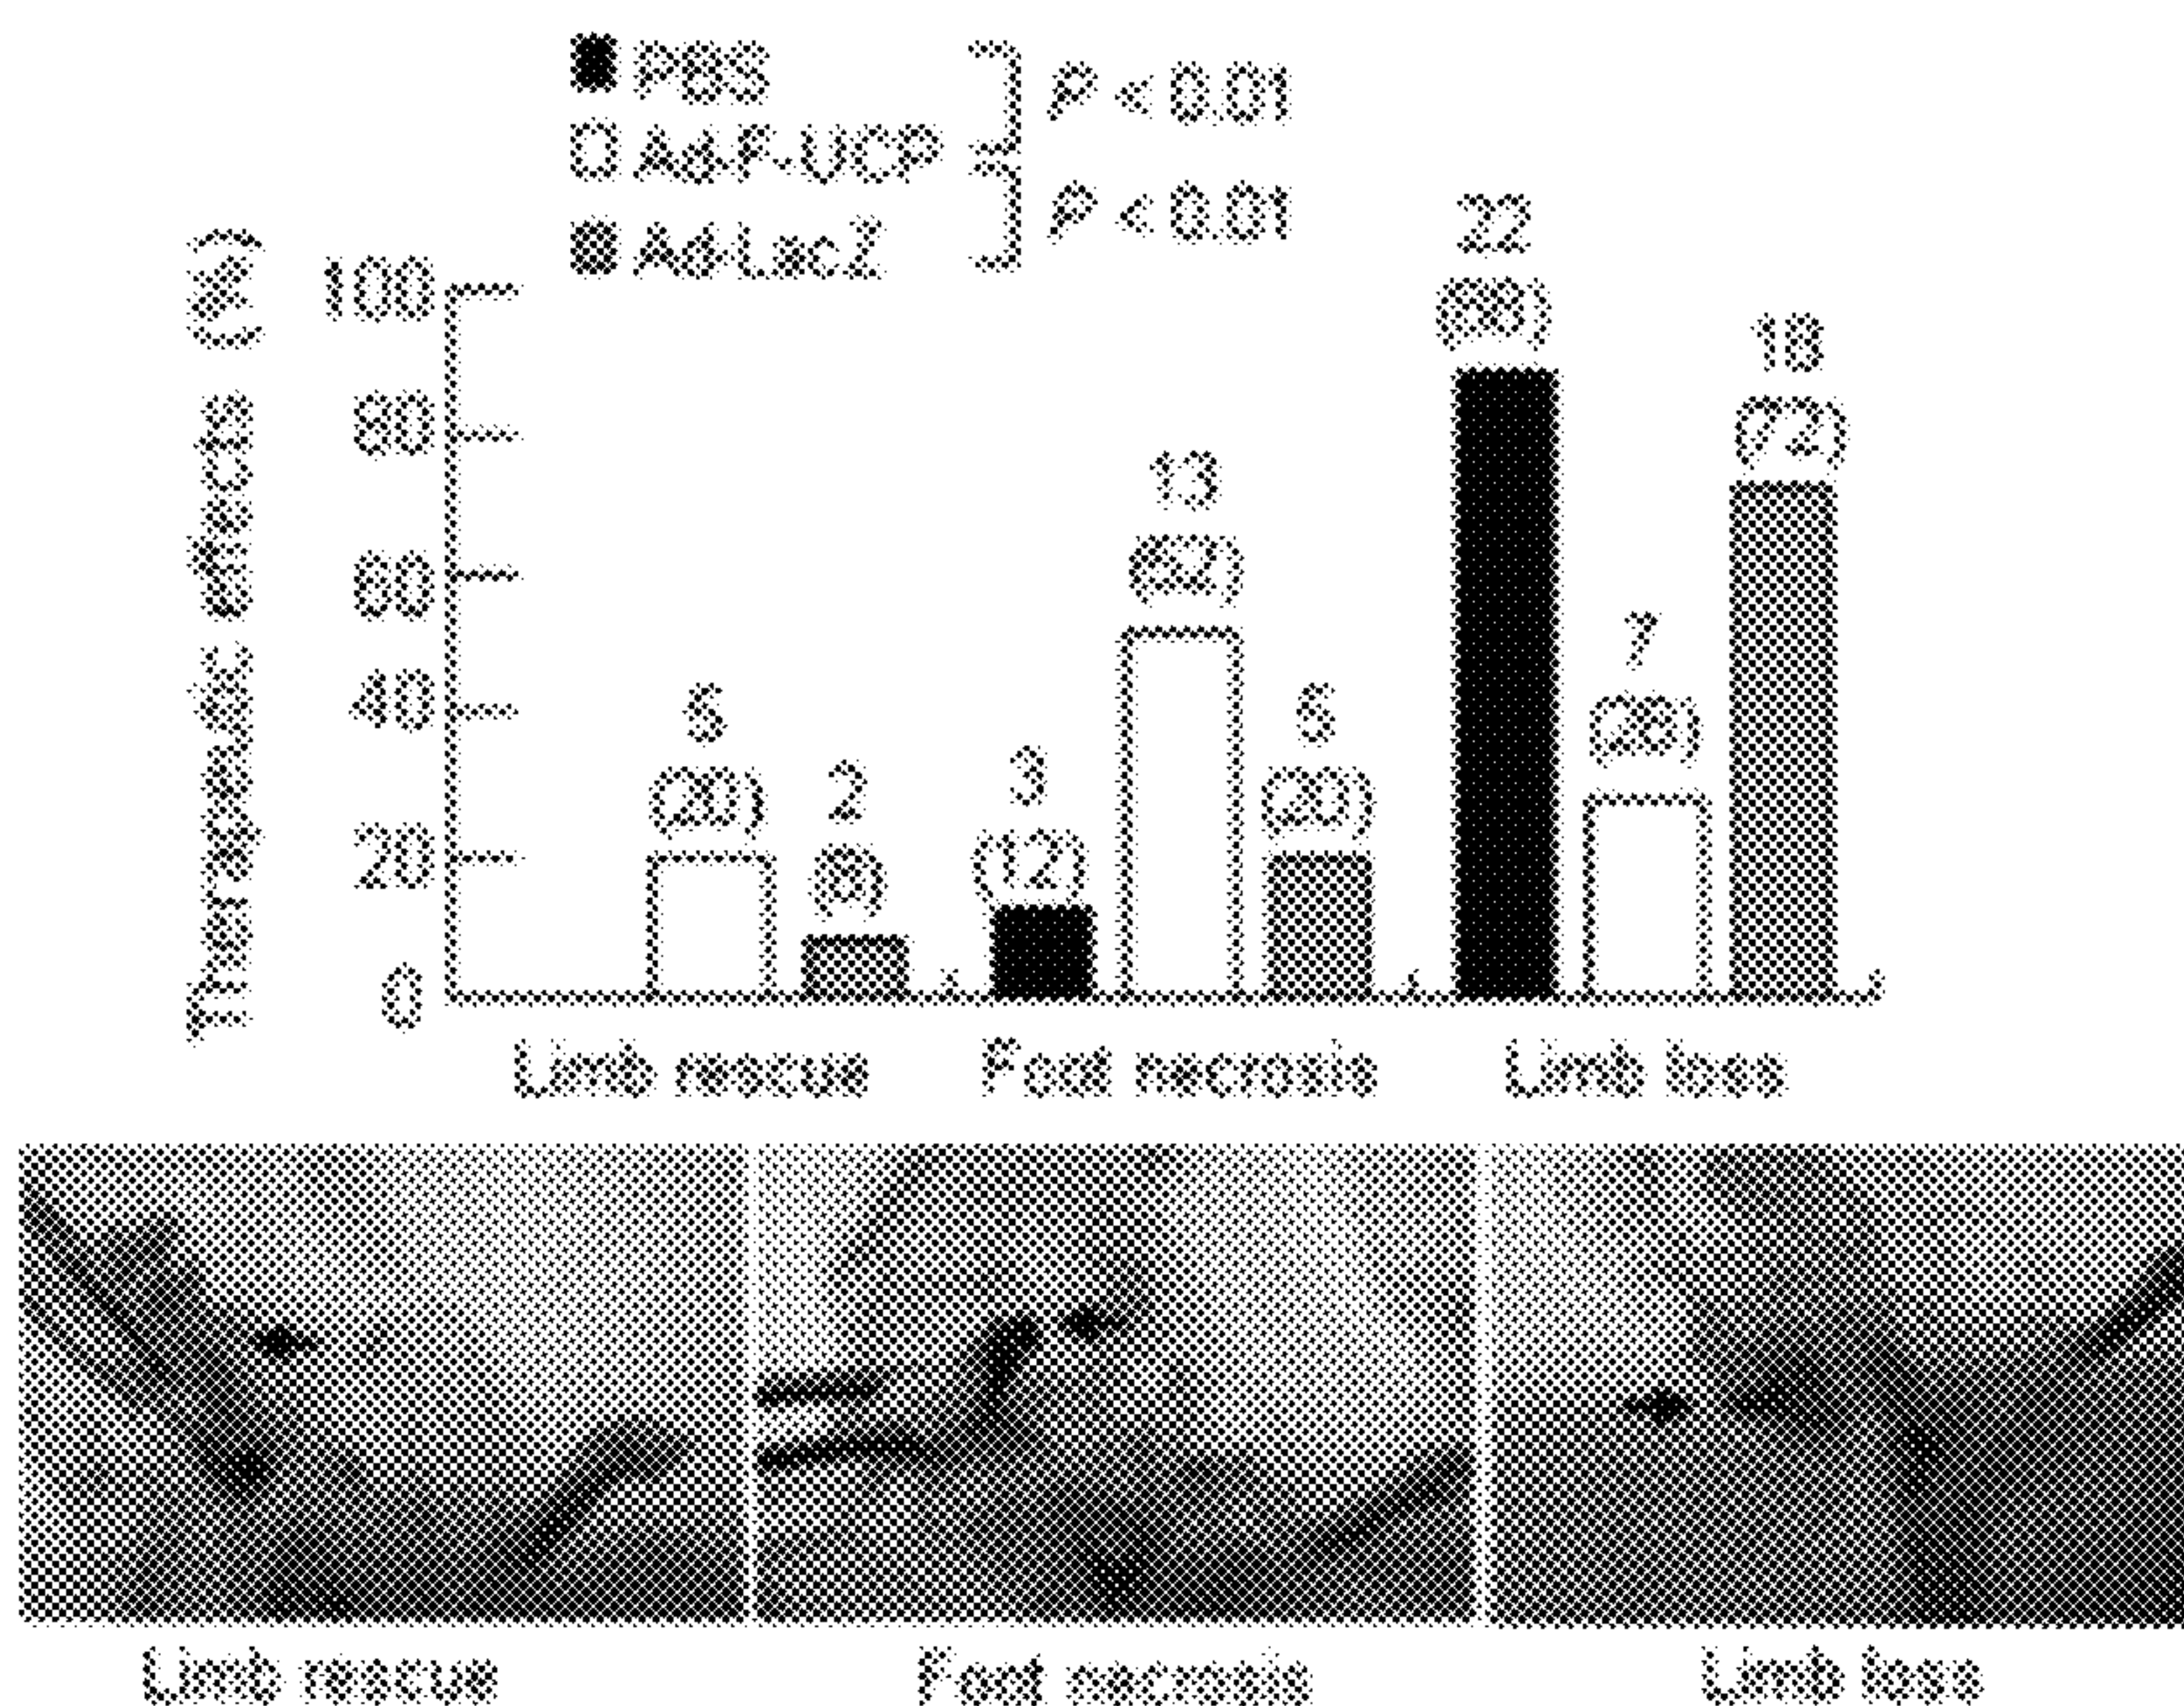 PBS
Ad-F-UCP
Ad-LacZ
P < 0.01
P < 0.01
Therapeutic effects (%)
100
80
60
40
20
0
5
(20)
2
(8)
3
(12)
13
(52)
5
(20)
22
(88)
7
(28)
18
(72)
Limb rescue
Foot necrosis
Limb loss
Limb rescue
Foot necrosis
Limb loss